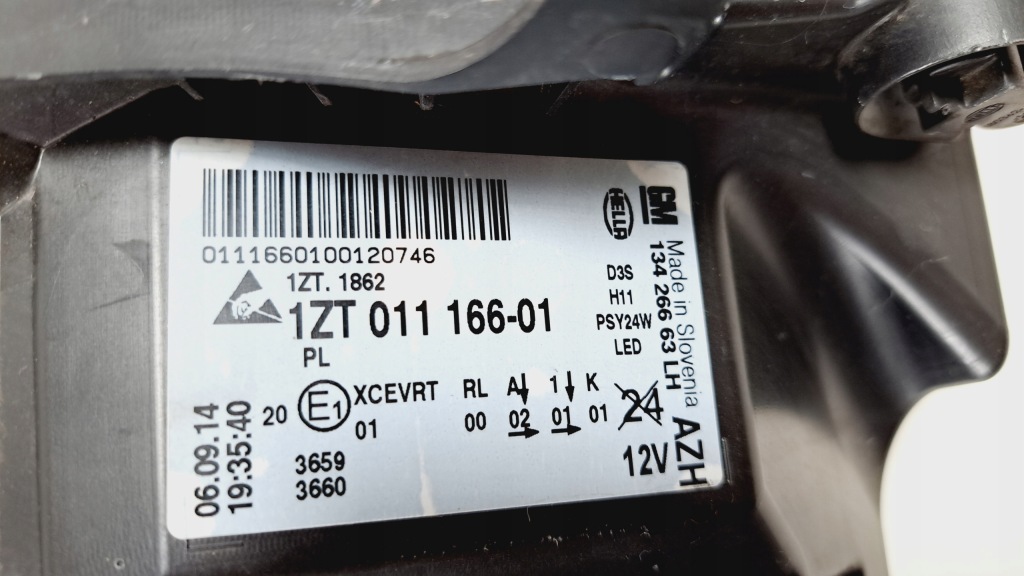 01116600100120746
1ZT. 1862
1ZT 011 166-01
PL
20 E1 XCEVRT RL A 1 K
01 00 02 01 01
3659
3660
06.09.14
19:35:40
HELLA
GM
D3S
H11
PSY24W
LED
134 266 63 LH
Made in Slovenia
AZH
24
12V